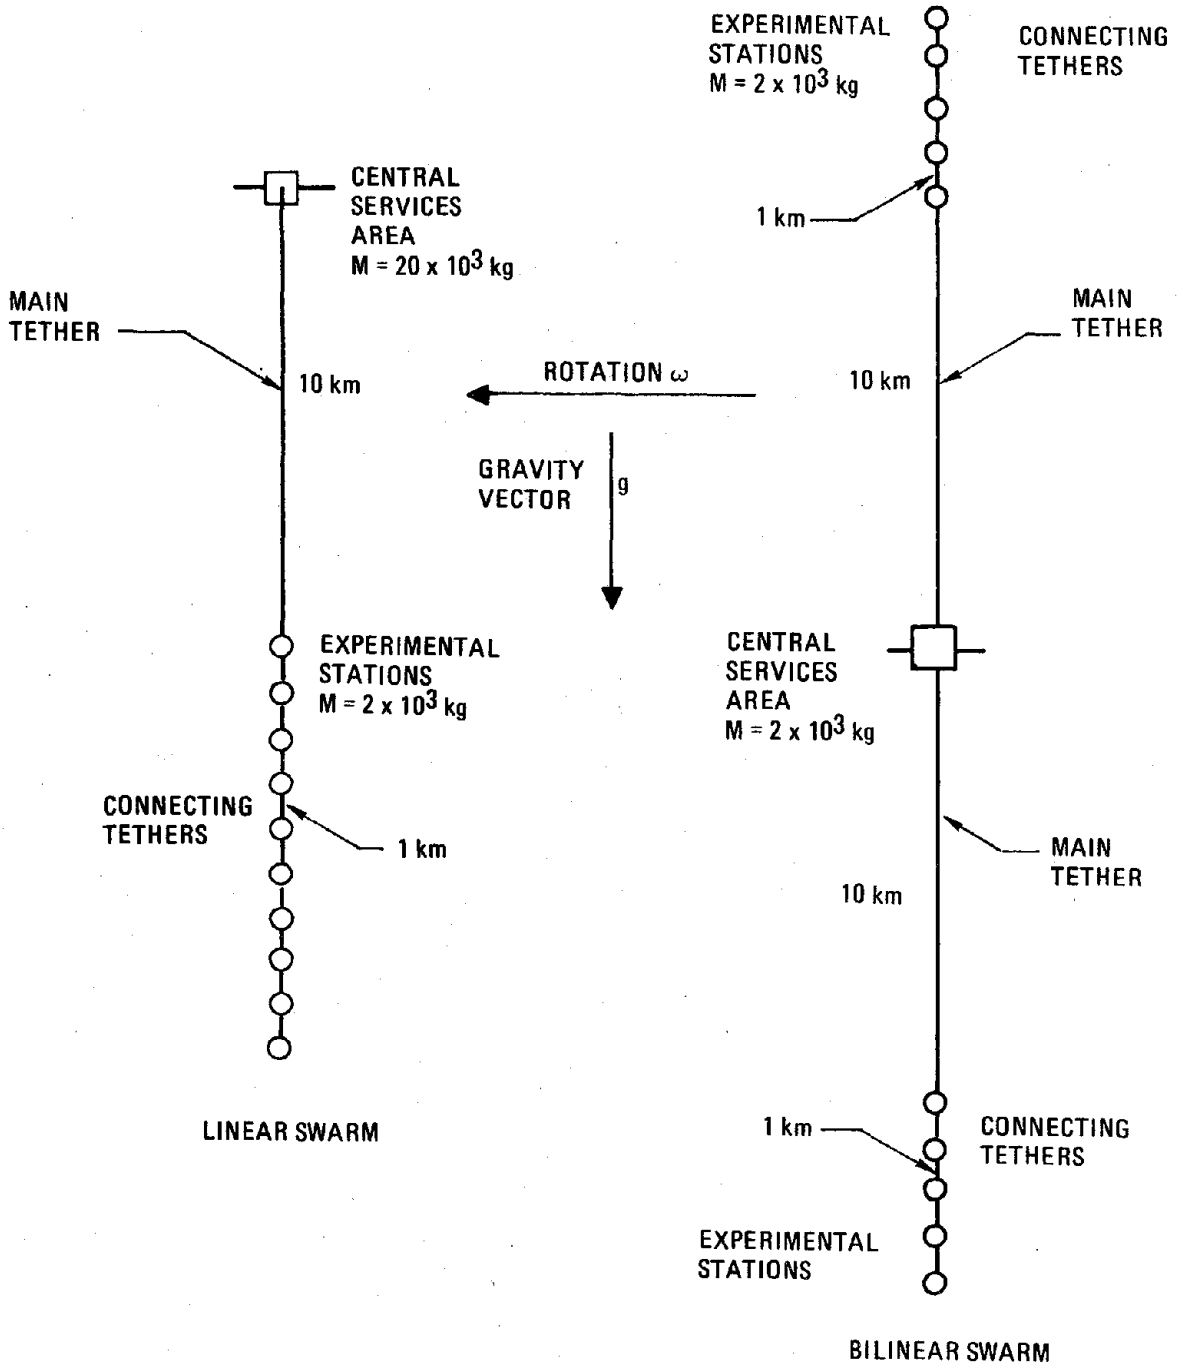 EXPERIMENTAL
STATIONS
M = 2 x 10³ kg
CONNECTING
TETHERS
CENTRAL
SERVICES
AREA
M = 20 x 10³ kg
1 km
MAIN
TETHER
10 km
ROTATION ω
GRAVITY
VECTOR
g
10 km
MAIN
TETHER
EXPERIMENTAL
STATIONS
M = 2 x 10³ kg
CENTRAL
SERVICES
AREA
M = 2 x 10³ kg
CONNECTING
TETHERS
1 km
MAIN
TETHER
10 km
LINEAR SWARM
1 km
CONNECTING
TETHERS
EXPERIMENTAL
STATIONS
BILINEAR SWARM